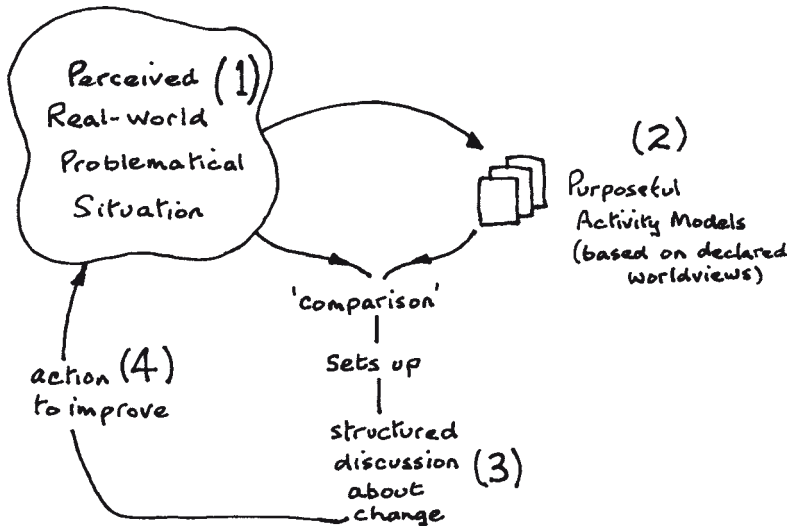 Perceived (1)
Real-world
Problematical
Situation
(2)
Purposeful
Activity Models
(based on declared
worldviews)
'comparison'
Sets up
structured
discussion (3)
about
change
action (4)
to improve